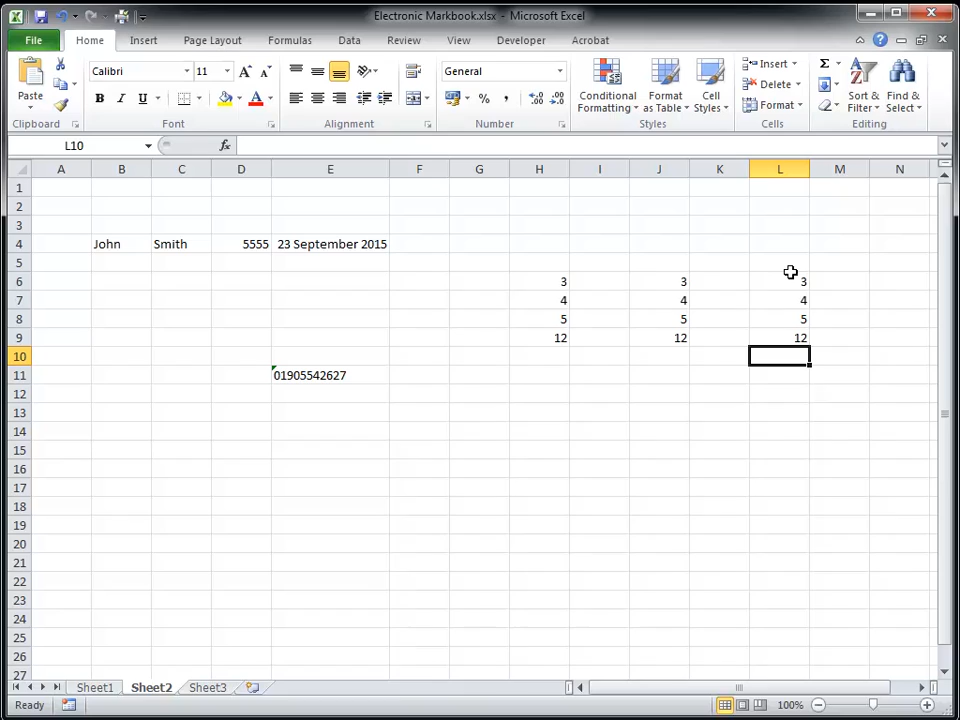 Electronic Markbook.xlsx - Microsoft Excel
File Home Insert Page Layout Formulas Data Review View Developer Acrobat
Paste
Calibri 11
B I U
General
Conditional Formatting
Format as Table
Cell Styles
Insert
Delete
Format
Sort & Filter
Find & Select
Clipboard Font Alignment Number Styles Cells Editing
L10 fx
A B C D E F G H I J K L M N
1
2
3
4 John Smith 5555 23 September 2015
5
6 3 3 3
7 4 4 4
8 5 5 5
9 12 12 12
10
11 01905542627
12
13
14
15
16
17
18
19
20
21
22
23
24
25
26
27
Sheet1 Sheet2 Sheet3
Ready 100%